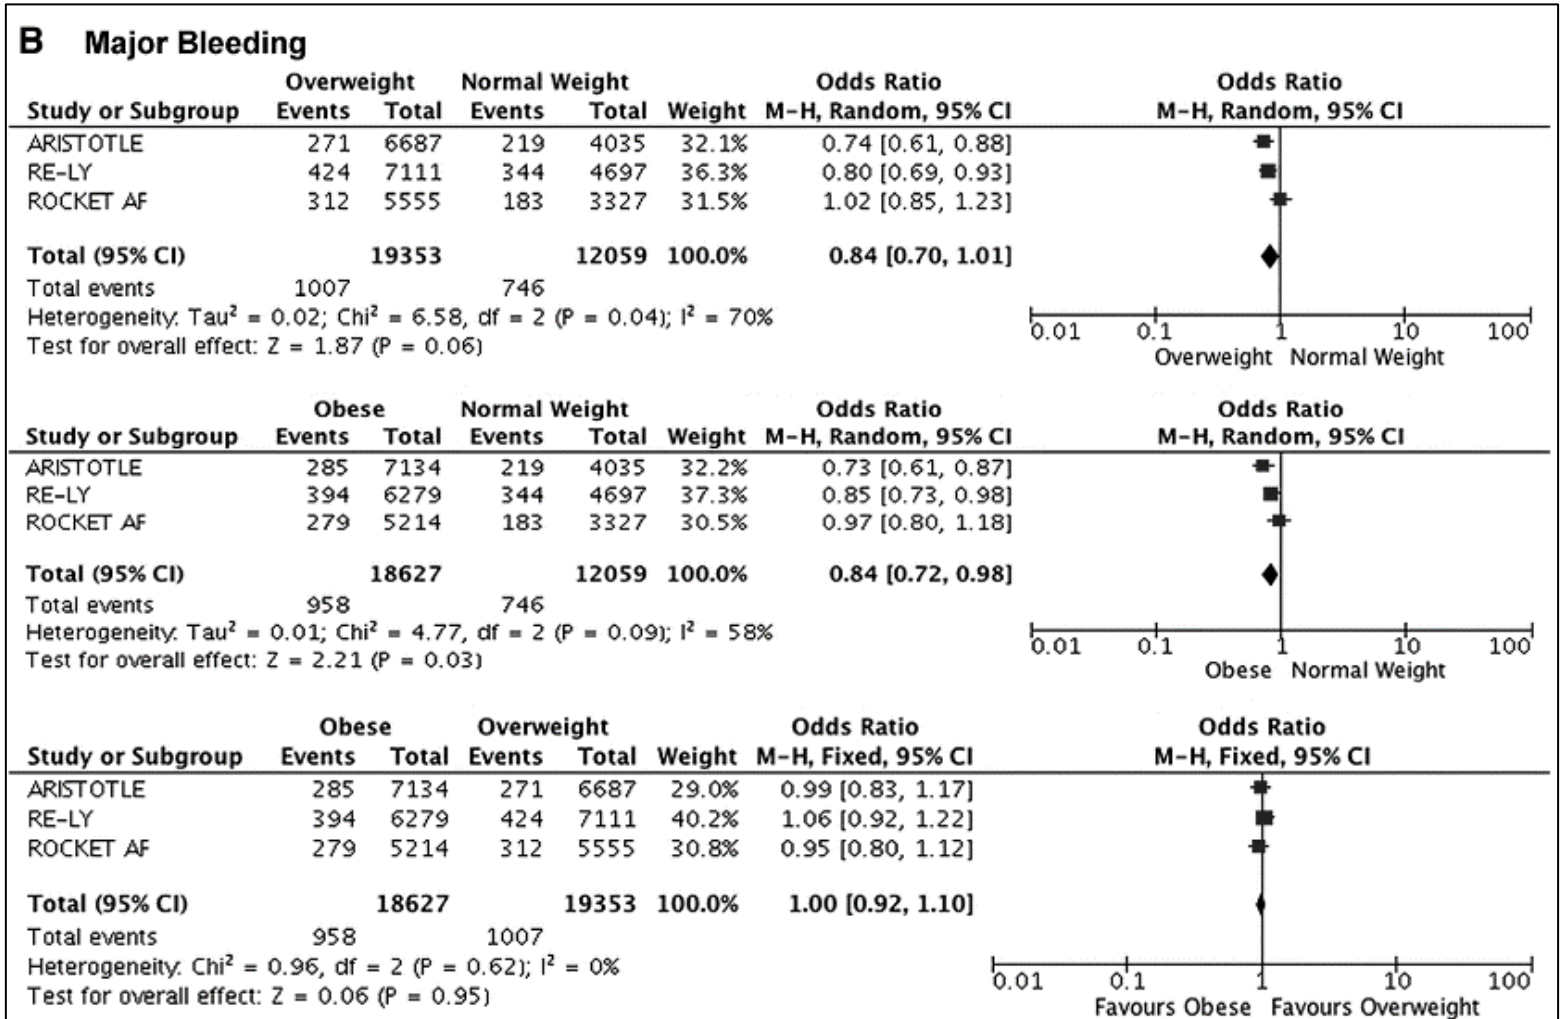 B Major Bleeding
Overweight Normal Weight Odds Ratio Odds Ratio
Study or Subgroup Events Total Events Total Weight M-H, Random, 95% CI M-H, Random, 95% CI
ARISTOTLE 271 6687 219 4035 32.1% 0.74 [0.61, 0.88]
RE-LY 424 7111 344 4697 36.3% 0.80 [0.69, 0.93]
ROCKET AF 312 5555 183 3327 31.5% 1.02 [0.85, 1.23]
Total (95% CI) 19353 12059 100.0% 0.84 [0.70, 1.01]
Total events 1007 746
Heterogeneity: Tau² = 0.02; Chi² = 6.58, df = 2 (P = 0.04); I² = 70%
Test for overall effect: Z = 1.87 (P = 0.06)
0.01 0.1 1 10 100
Overweight Normal Weight
Obese Normal Weight Odds Ratio Odds Ratio
Study or Subgroup Events Total Events Total Weight M-H, Random, 95% CI M-H, Random, 95% CI
ARISTOTLE 285 7134 219 4035 32.2% 0.73 [0.61, 0.87]
RE-LY 394 6279 344 4697 37.3% 0.85 [0.73, 0.98]
ROCKET AF 279 5214 183 3327 30.5% 0.97 [0.80, 1.18]
Total (95% CI) 18627 12059 100.0% 0.84 [0.72, 0.98]
Total events 958 746
Heterogeneity: Tau² = 0.01; Chi² = 4.77, df = 2 (P = 0.09); I² = 58%
Test for overall effect: Z = 2.21 (P = 0.03)
0.01 0.1 1 10 100
Obese Normal Weight
Obese Overweight Odds Ratio Odds Ratio
Study or Subgroup Events Total Events Total Weight M-H, Fixed, 95% CI M-H, Fixed, 95% CI
ARISTOTLE 285 7134 271 6687 29.0% 0.99 [0.83, 1.17]
RE-LY 394 6279 424 7111 40.2% 1.06 [0.92, 1.22]
ROCKET AF 279 5214 312 5555 30.8% 0.95 [0.80, 1.12]
Total (95% CI) 18627 19353 100.0% 1.00 [0.92, 1.10]
Total events 958 1007
Heterogeneity: Chi² = 0.96, df = 2 (P = 0.62); I² = 0%
Test for overall effect: Z = 0.06 (P = 0.95)
0.01 0.1 1 10 100
Favours Obese Favours Overweight